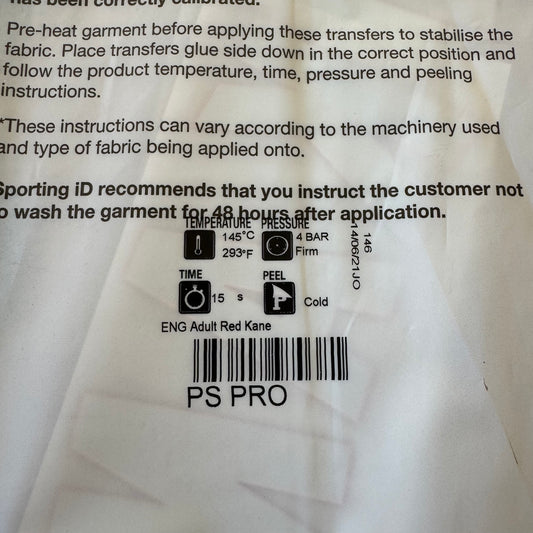 has been correctly calibrated.
Pre-heat garment before applying these transfers to stabilise the
fabric. Place transfers glue side down in the correct position and
follow the product temperature, time, pressure and peeling
instructions.
*These instructions can vary according to the machinery used
and type of fabric being applied onto.
Sporting iD recommends that you instruct the customer not
to wash the garment for 48 hours after application.
TEMPERATURE PRESSURE
145°C 4 BAR
293°F Firm
146
14/06/21JO
TIME PEEL
15 s P Cold
ENG Adult Red Kane
PS PRO